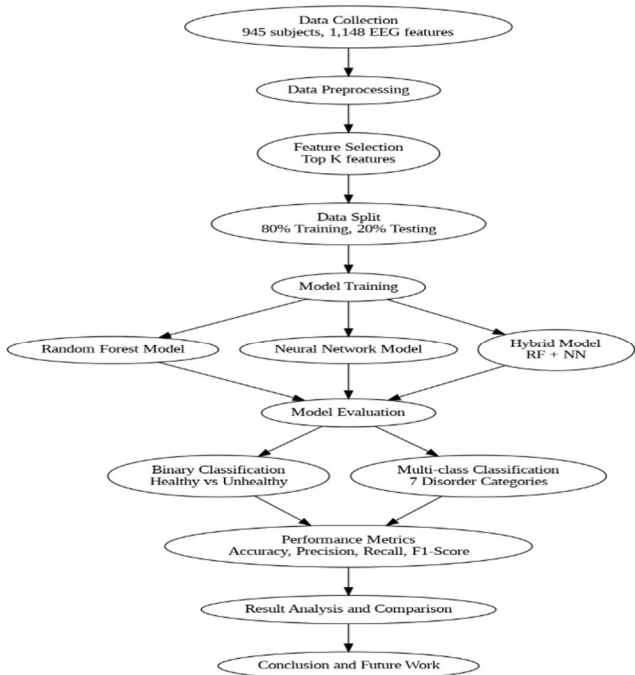 Data Collection
945 subjects, 1,148 EEG features
Data Preprocessing
Feature Selection
Top K features
Data Split
80% Training, 20% Testing
Model Training
Random Forest Model
Neural Network Model
Hybrid Model
RF + NN
Model Evaluation
Binary Classification
Healthy vs Unhealthy
Multi-class Classification
7 Disorder Categories
Performance Metrics
Accuracy, Precision, Recall, F1-Score
Result Analysis and Comparison
Conclusion and Future Work